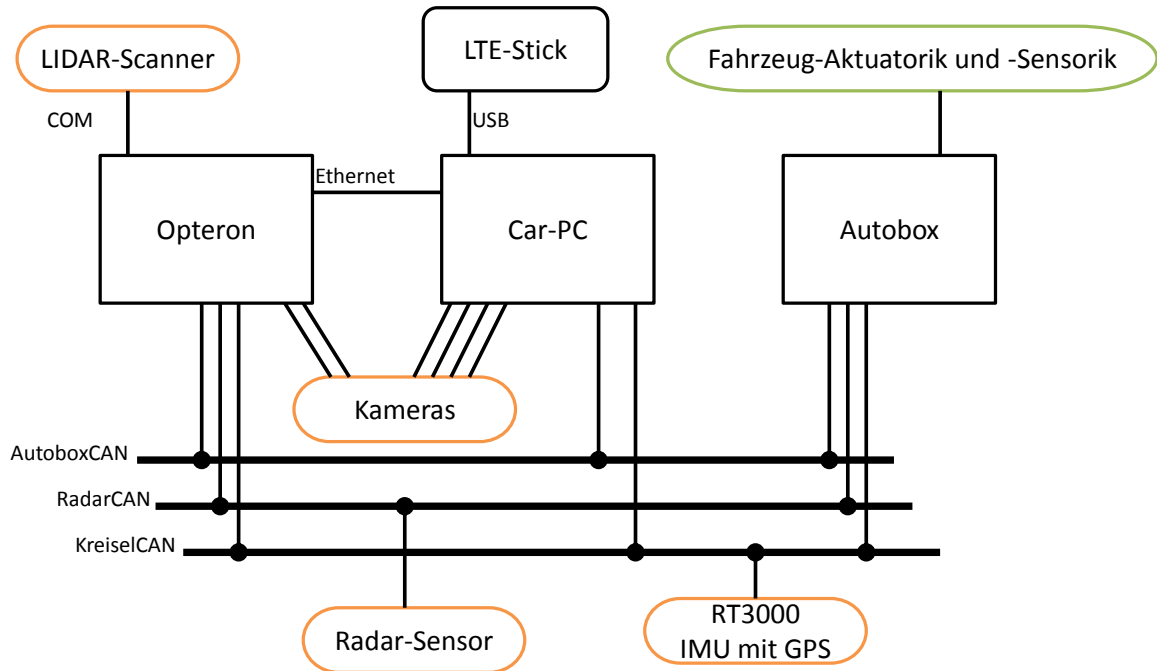 LIDAR-Scanner
LTE-Stick
Fahrzeug-Aktuatorik und -Sensorik
COM
USB
Ethernet
Opteron
Car-PC
Autobox
Kameras
AutoboxCAN
RadarCAN
KreiselCAN
Radar-Sensor
RT3000
IMU mit GPS